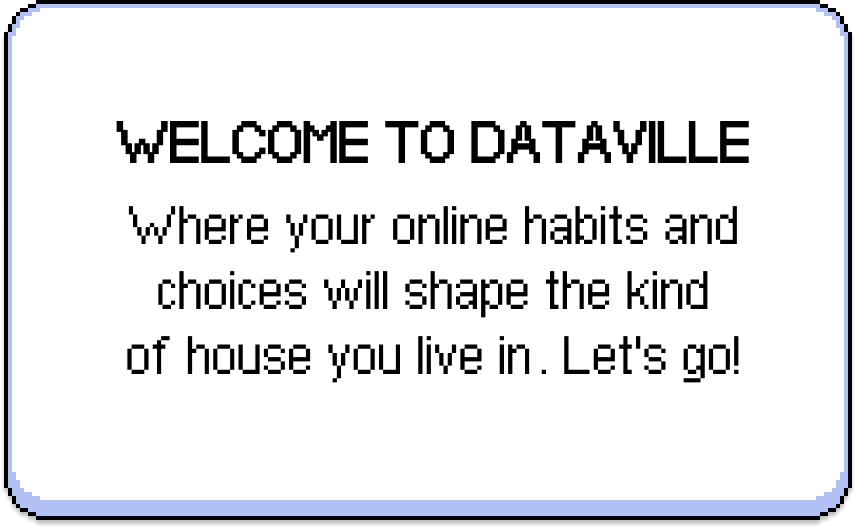 WELCOME TO DATAVILLE
Where your online habits and
choices will shape the kind
of house you live in. Let's go!